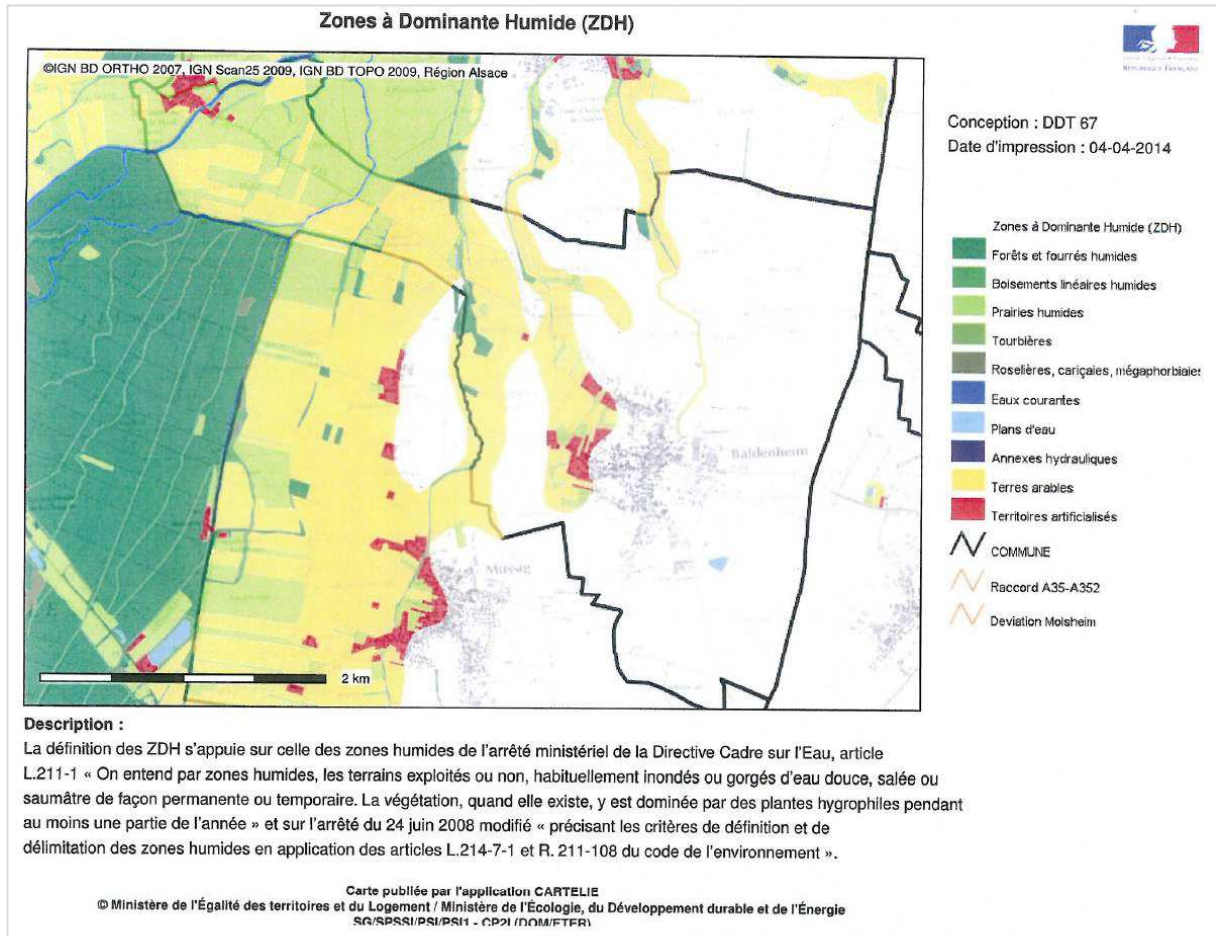 Zones à Dominante Humide (ZDH)
©IGN BD ORTHO 2007, IGN Scan25 2009, IGN BD TOPO 2009, Région Alsace
RÉPUBLIQUE FRANÇAISE
Conception : DDT 67
Date d'impression : 04-04-2014
Zones à Dominante Humide (ZDH)
Forêts et fourrés humides
Boisements linéaires humides
Prairies humides
Tourbières
Roselières, cariçaies, mégaphorbiaies
Eaux courantes
Plans d'eau
Annexes hydrauliques
Terres arables
Territoires artificialisés
COMMUNE
Raccord A35-A352
Deviation Molsheim
Baldenheim
Mussig
2 km
Description :
La définition des ZDH s'appuie sur celle des zones humides de l'arrêté ministériel de la Directive Cadre sur l'Eau, article
L.211-1 « On entend par zones humides, les terrains exploités ou non, habituellement inondés ou gorgés d'eau douce, salée ou
saumâtre de façon permanente ou temporaire. La végétation, quand elle existe, y est dominée par des plantes hygrophiles pendant
au moins une partie de l'année » et sur l'arrêté du 24 juin 2008 modifié « précisant les critères de définition et de
délimitation des zones humides en application des articles L.214-7-1 et R. 211-108 du code de l'environnement ».
Carte publiée par l'application CARTELIE
© Ministère de l'Égalité des territoires et du Logement / Ministère de l'Écologie, du Développement durable et de l'Énergie
SG/SPSSI/PSI/PSI1 - CP2I (DOM/ETER)